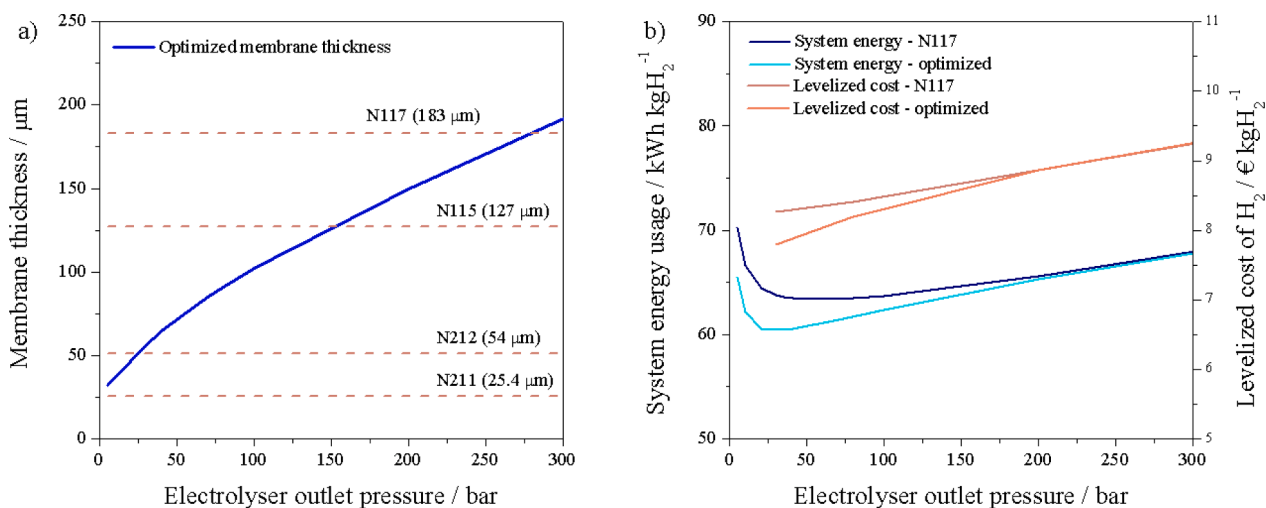 a)
Optimized membrane thickness
250
200
150
100
50
0
Membrane thickness / μm
N117 (183 μm)
N115 (127 μm)
N212 (54 μm)
N211 (25.4 μm)
0 50 100 150 200 250 300
Electrolyser outlet pressure / bar
b)
System energy - N117
System energy - optimized
Levelized cost - N117
Levelized cost - optimized
90
80
70
60
50
System energy usage / kWh kgH₂⁻¹
11
10
9
8
7
6
5
Levelized cost of H₂ / € kgH₂⁻¹
0 50 100 150 200 250 300
Electrolyser outlet pressure / bar